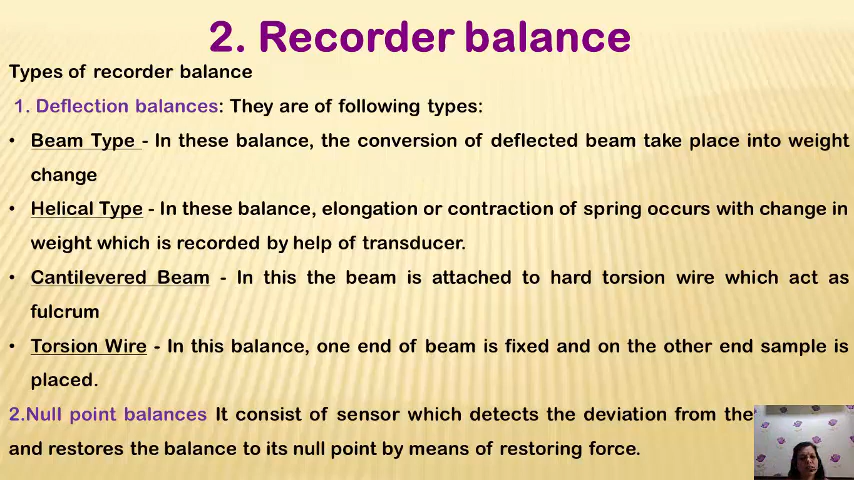 2. Recorder balance
Types of recorder balance
1. Deflection balances: They are of following types:
• Beam Type - In these balance, the conversion of deflected beam take place into weight
change
• Helical Type - In these balance, elongation or contraction of spring occurs with change in
weight which is recorded by help of transducer.
• Cantilevered Beam - In this the beam is attached to hard torsion wire which act as
fulcrum
• Torsion Wire - In this balance, one end of beam is fixed and on the other end sample is
placed.
2.Null point balances It consist of sensor which detects the deviation from the
and restores the balance to its null point by means of restoring force.